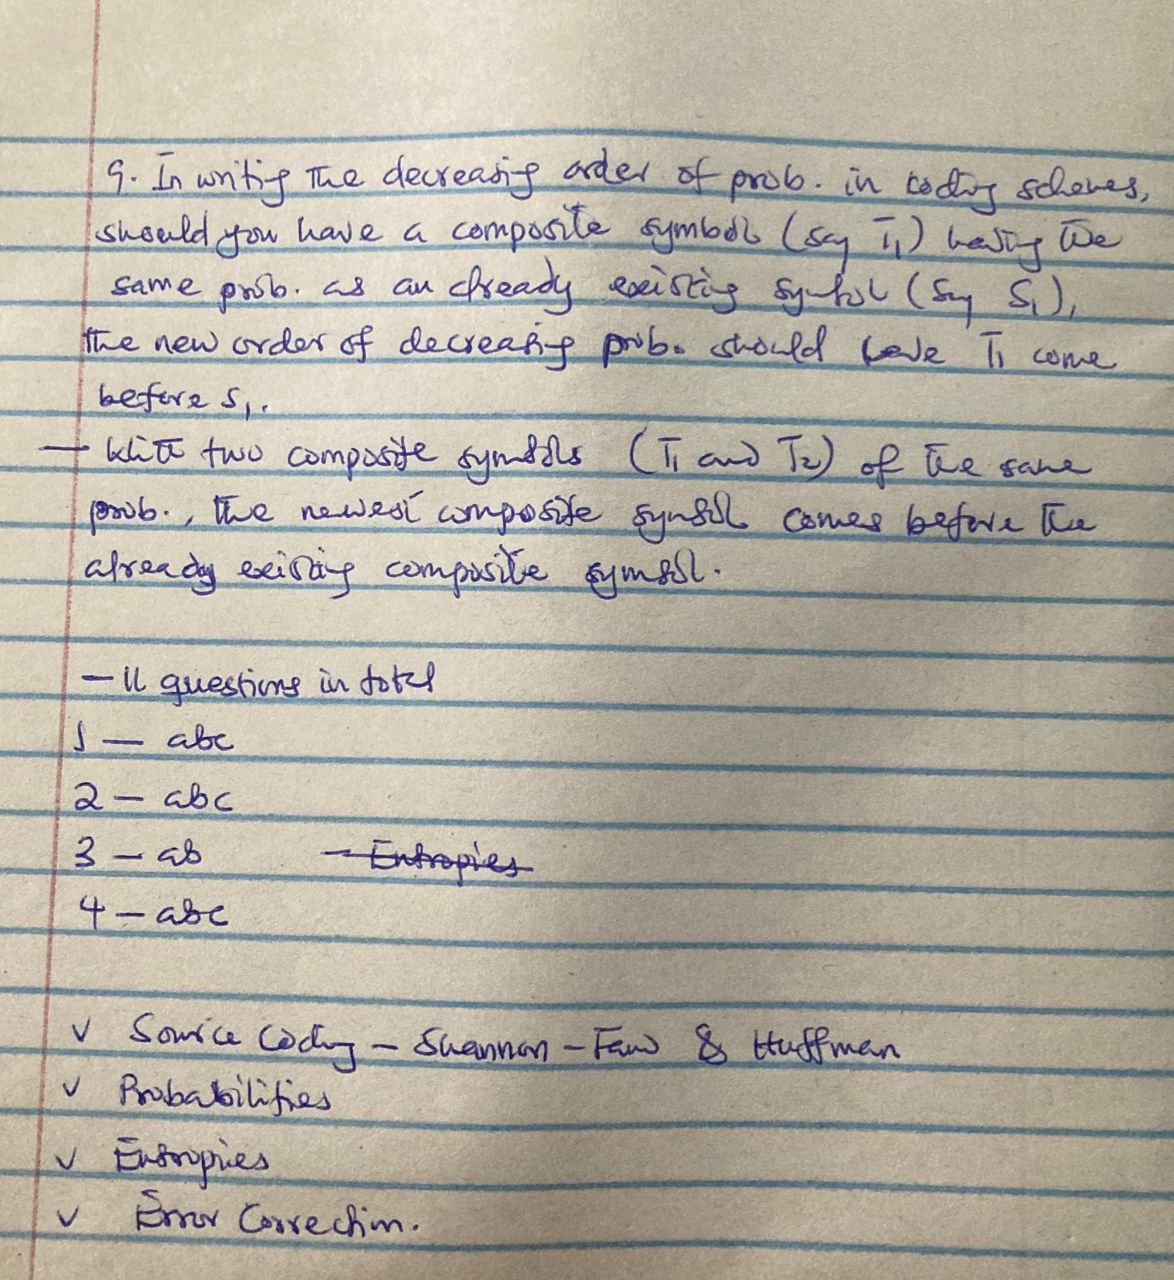 9. In writing the decreasing order of prob. in coding schemes,
should you have a composite symbol (say T₁) having the
same prob. as an already existing symbol (say S₁),
the new order of decreasing prob. should have T₁ come
before S₁.
— With two composite symbols (T₁ and T₂) of the same
prob., the newest composite symbol comes before the
already existing composite symbol.
— 11 questions in total
1 — abc
2 — abc
3 — ab — Entropies
4 — abc
✓ Source Coding — Shannon-Fano & Huffman
✓ Probabilities
✓ Entropies
✓ Error Correction.